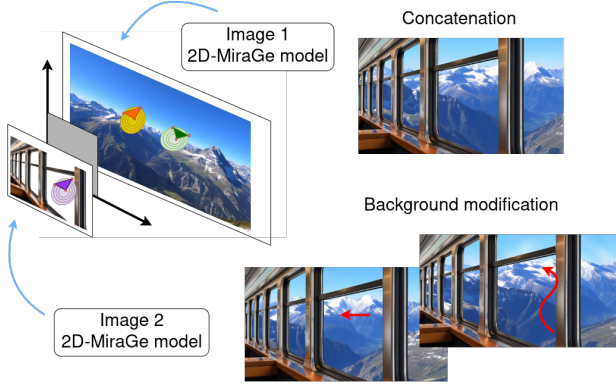 Image 1
2D-MiraGe model
Concatenation
Background modification
Image 2
2D-MiraGe model